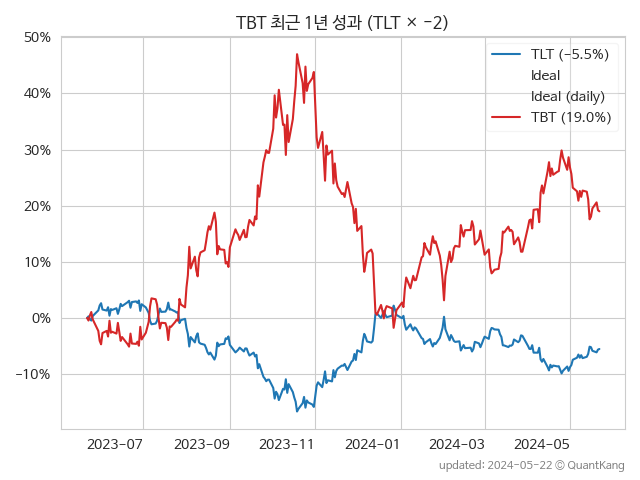 TBT 최근 1년 성과 (TLT × −2)
50%
40%
30%
20%
10%
0%
−10%
TLT (−5.5%)
Ideal
Ideal (daily)
TBT (19.0%)
2023−07
2023−09
2023−11
2024−01
2024−03
2024−05
updated: 2024−05−22 © QuantKang